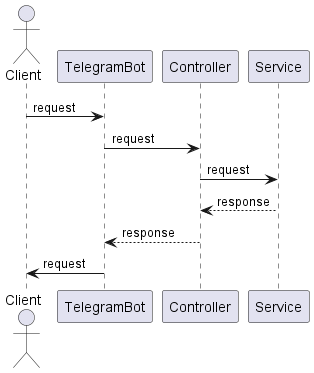 Client
TelegramBot
Controller
Service
request
request
request
response
response
request
Client
TelegramBot
Controller
Service